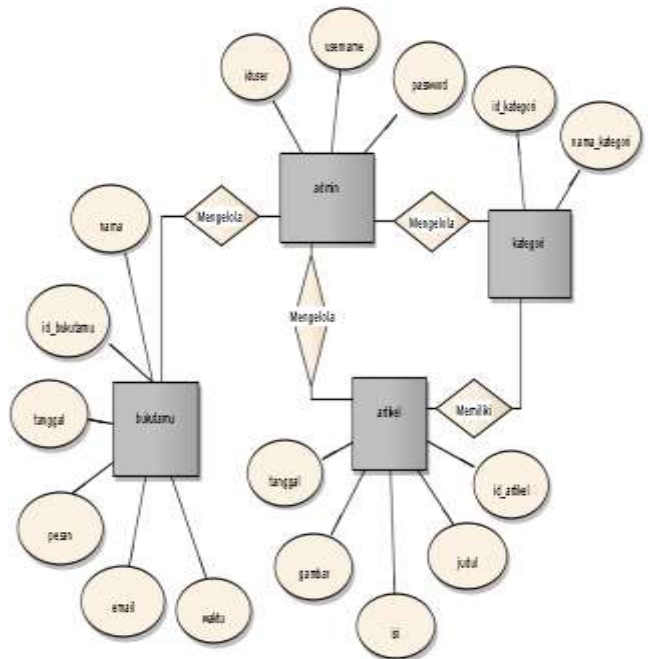 username
iduser
password
id_kategori
nama_kategori
admin
Mengelola
Mengelola
nama
kategori
Mengelola
id_bukutamu
tanggal
bukutamu
artikel
Memiliki
tanggal
id_artikel
pesan
gambar
judul
email
waktu
isi